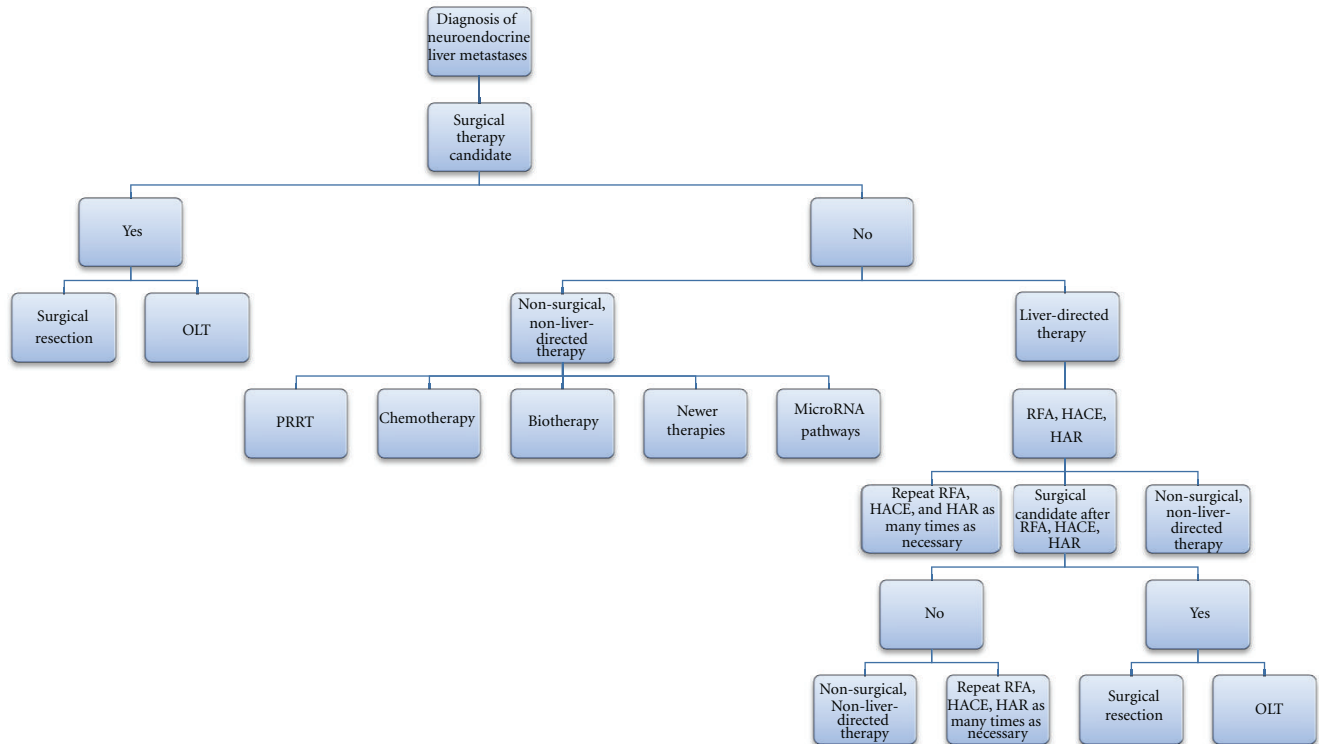 Diagnosis of
neuroendocrine
liver metastases
Surgical
therapy
candidate
Yes
No
Surgical
resection
OLT
Non-surgical,
non-liver-
directed
therapy
Liver-directed
therapy
PRRT
Chemotherapy
Biotherapy
Newer
therapies
MicroRNA
pathways
RFA, HACE,
HAR
Repeat RFA,
HACE, and HAR as
many times as
necessary
Surgical
candidate after
RFA, HACE,
HAR
Non-surgical,
non-liver-
directed
therapy
No
Yes
Non-surgical,
Non-liver-
directed
therapy
Repeat RFA,
HACE, HAR as
many times as
necessary
Surgical
resection
OLT